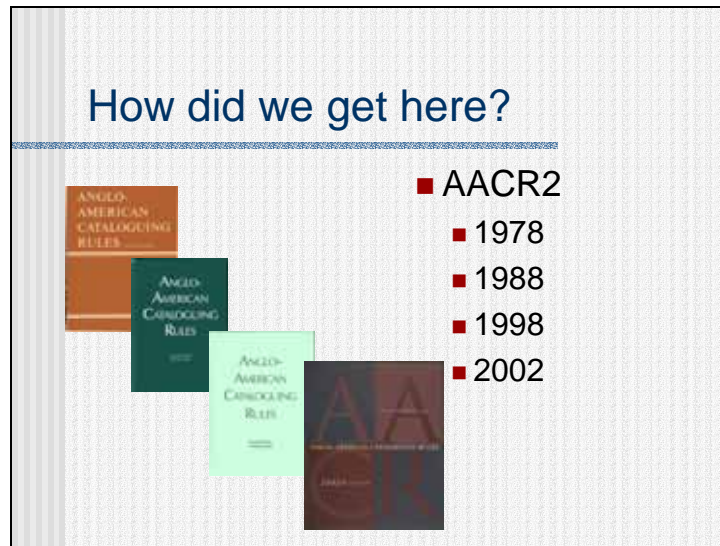 How did we get here?
ANGLO-
AMERICAN
CATALOGUING
RULES
ANGLO-
AMERICAN
CATALOGUING
RULES
ANGLO-
AMERICAN
CATALOGUING
RULES
AACR
AACR2
1978
1988
1998
2002